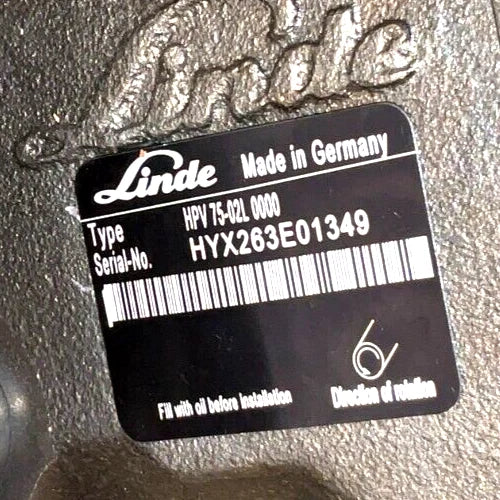 Linde
Linde Made in Germany
Type HPV 75-02L 0000
Serial-No. HYX263E01349
Fill with oil before installation Direction of rotation